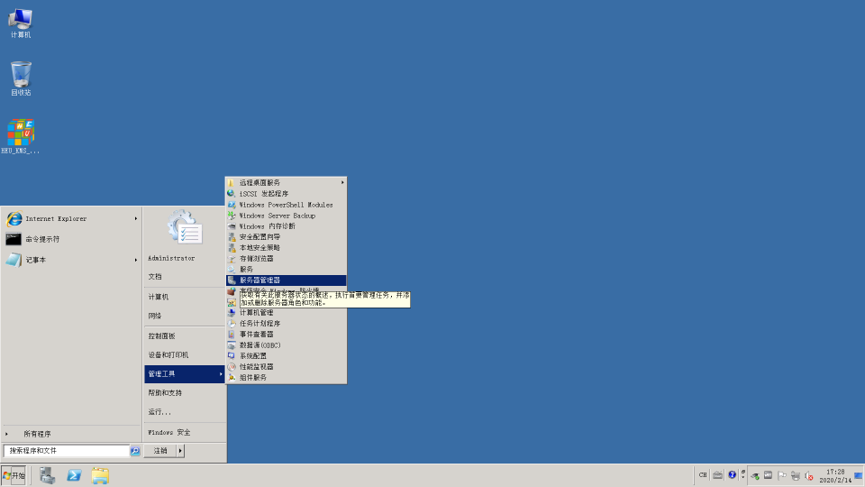 计算机
回收站
Internet Explorer
命令提示符
记事本
所有程序
搜索程序和文件
Administrator
文档
计算机
网络
控制面板
设备和打印机
管理工具
帮助和支持
运行...
Windows 安全
注销
远程桌面服务
iSCSI 发起程序
Windows PowerShell Modules
Windows Server Backup
Windows 内存诊断
安全配置向导
本地安全策略
存储浏览器
服务
服务器管理器
获取有关此服务器状态的概述，执行首要管理任务，并添
加或删除服务器角色和功能。
计算机管理
任务计划程序
事件查看器
数据源(ODBC)
系统配置
性能监视器
组件服务
开始
CH
17:28
2020/2/14